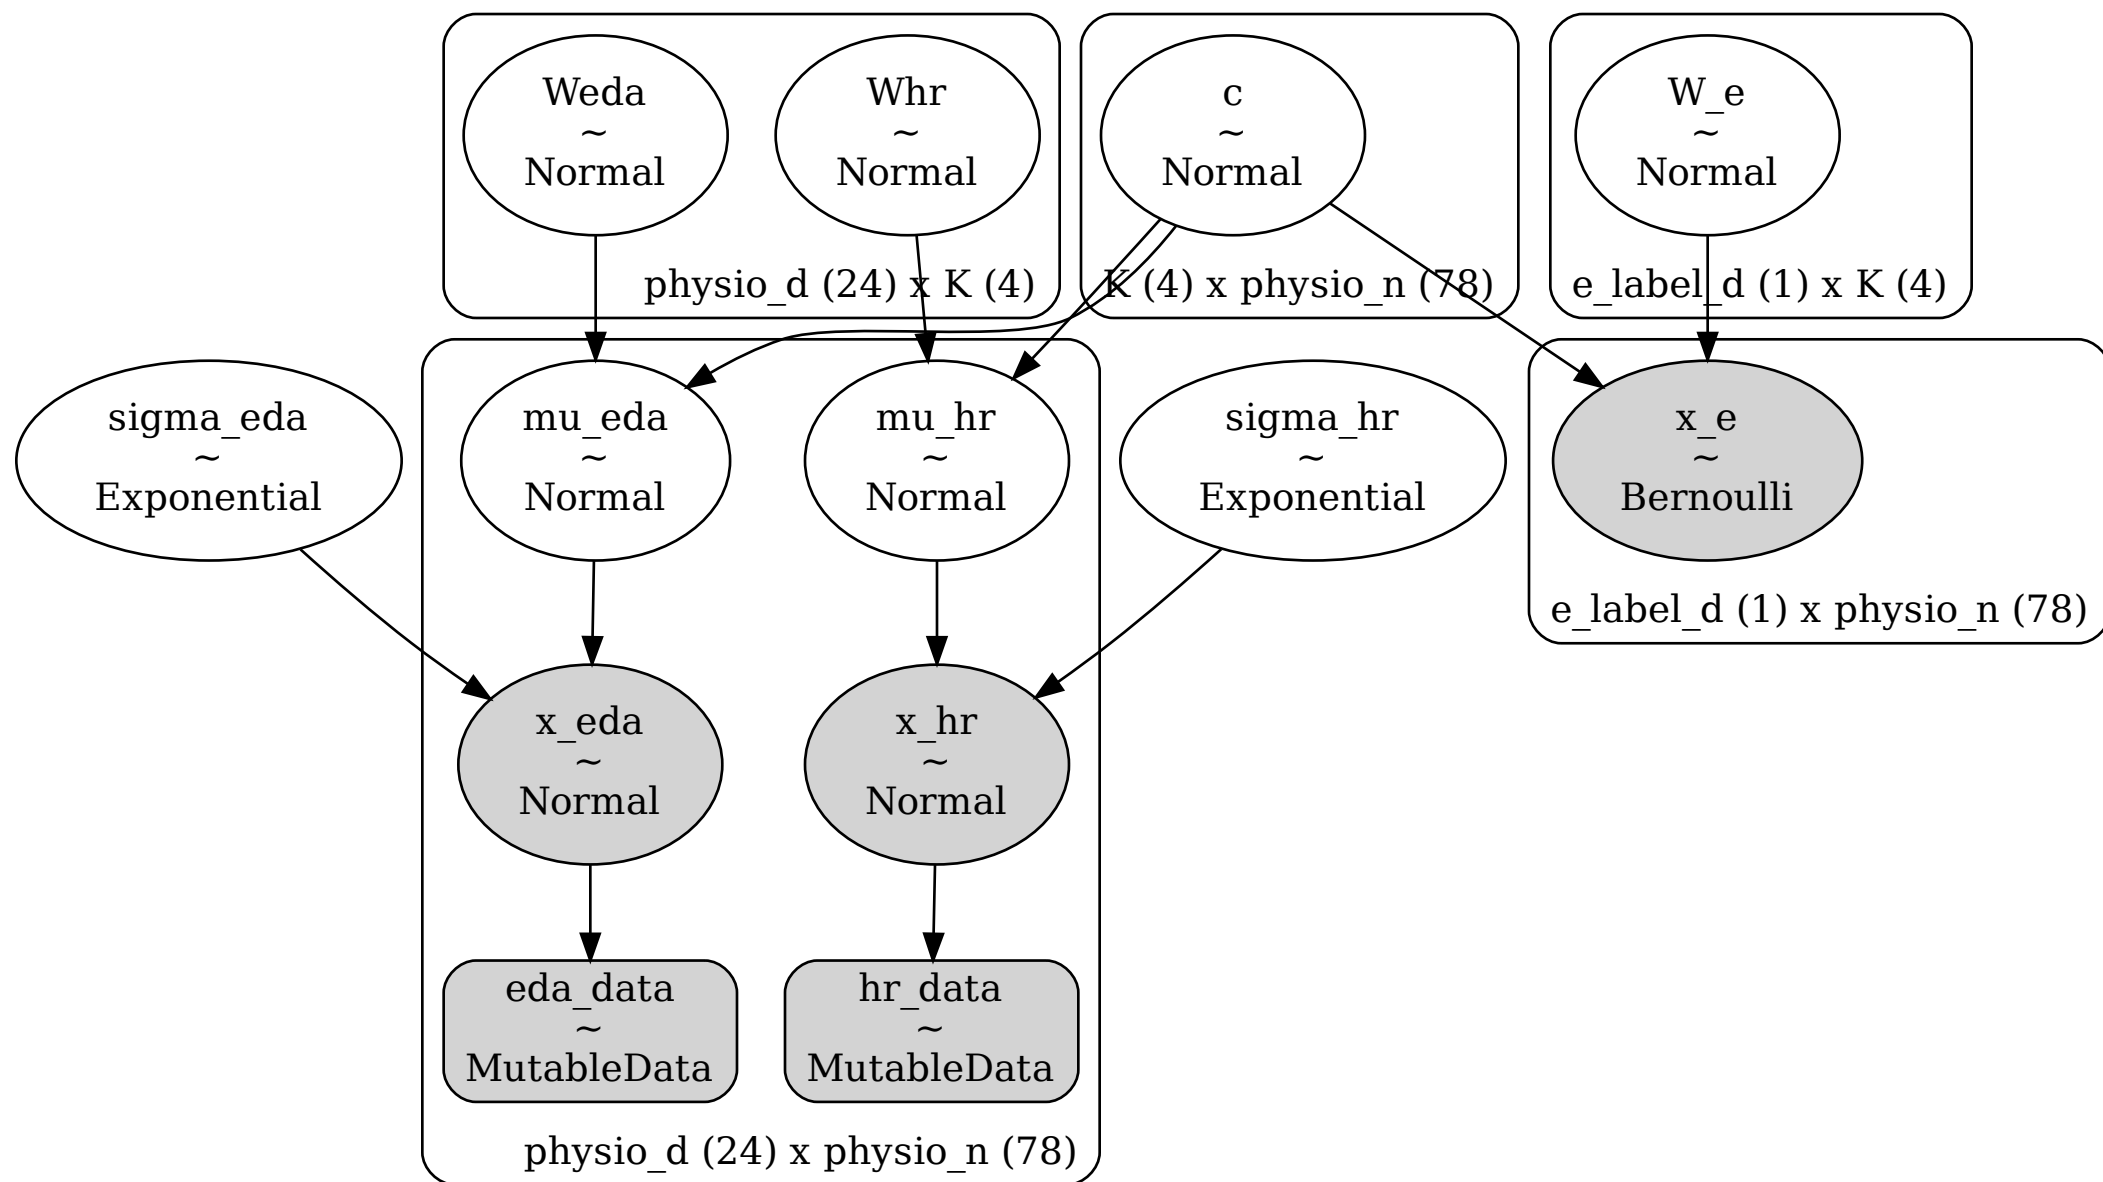 Weda
~
Normal
Whr
~
Normal
physio_d (24) x K (4)
c
~
Normal
K (4) x physio_n (78)
W_e
~
Normal
e_label_d (1) x K (4)
sigma_eda
~
Exponential
mu_eda
~
Normal
mu_hr
~
Normal
sigma_hr
~
Exponential
x_e
~
Bernoulli
e_label_d (1) x physio_n (78)
x_eda
~
Normal
x_hr
~
Normal
eda_data
~
MutableData
hr_data
~
MutableData
physio_d (24) x physio_n (78)